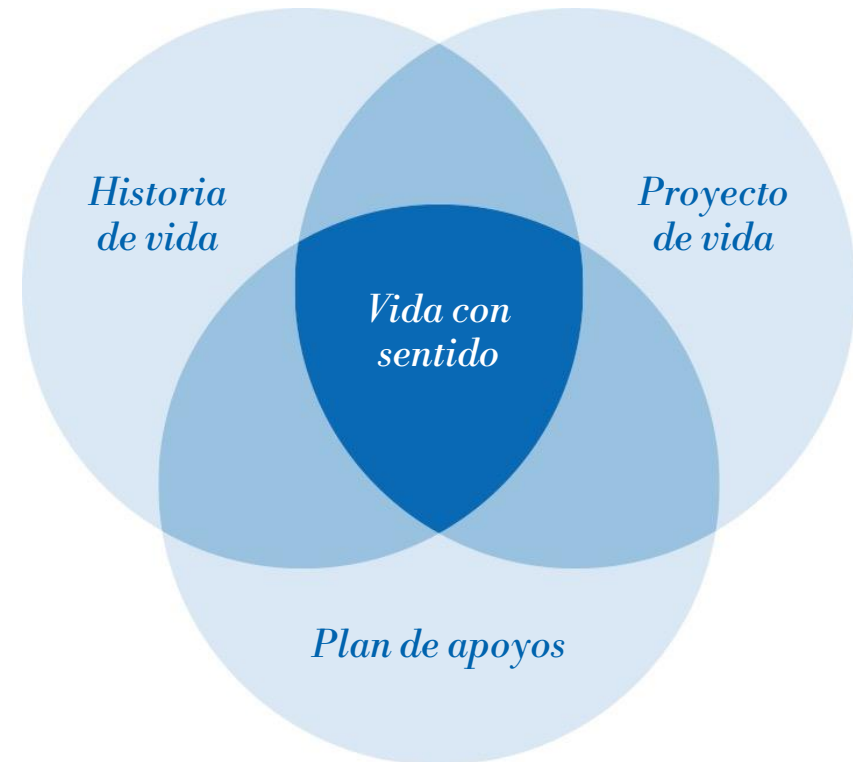 Historia
de vida
Proyecto
de vida
Vida con
sentido
Plan de apoyos